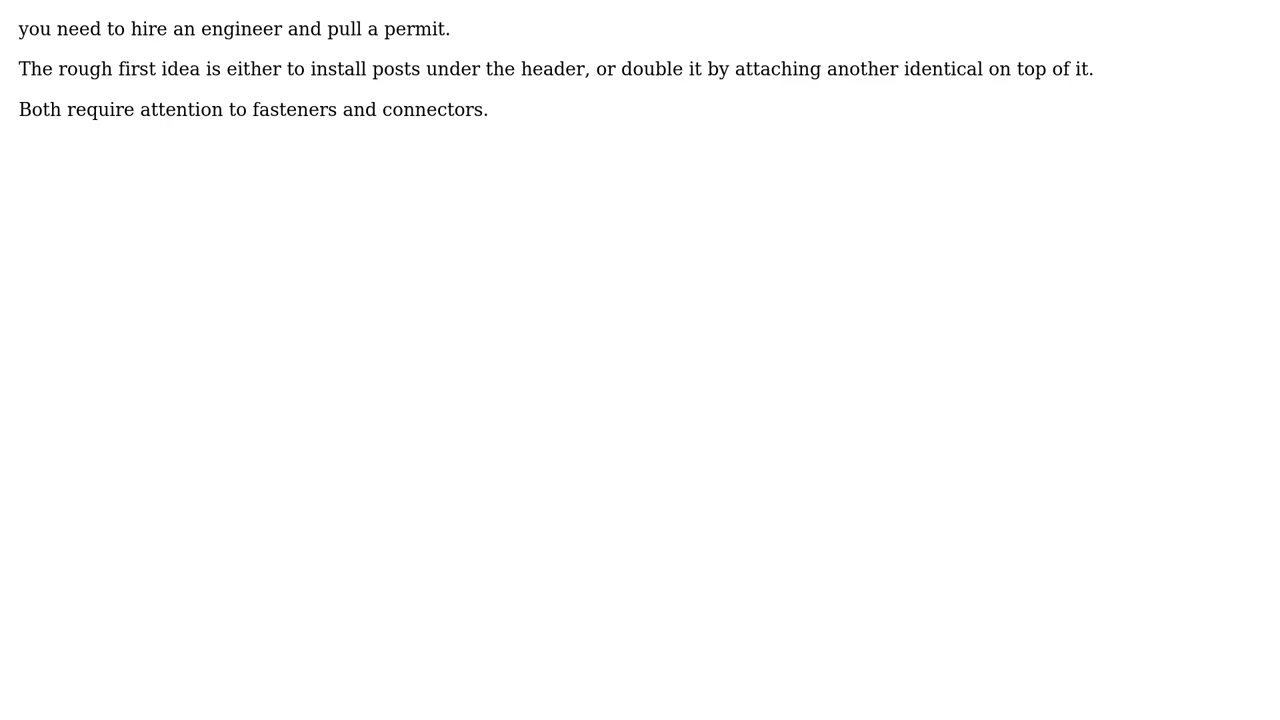 you need to hire an engineer and pull a permit.
The rough first idea is either to install posts under the header, or double it by attaching another identical on top of it.
Both require attention to fasteners and connectors.